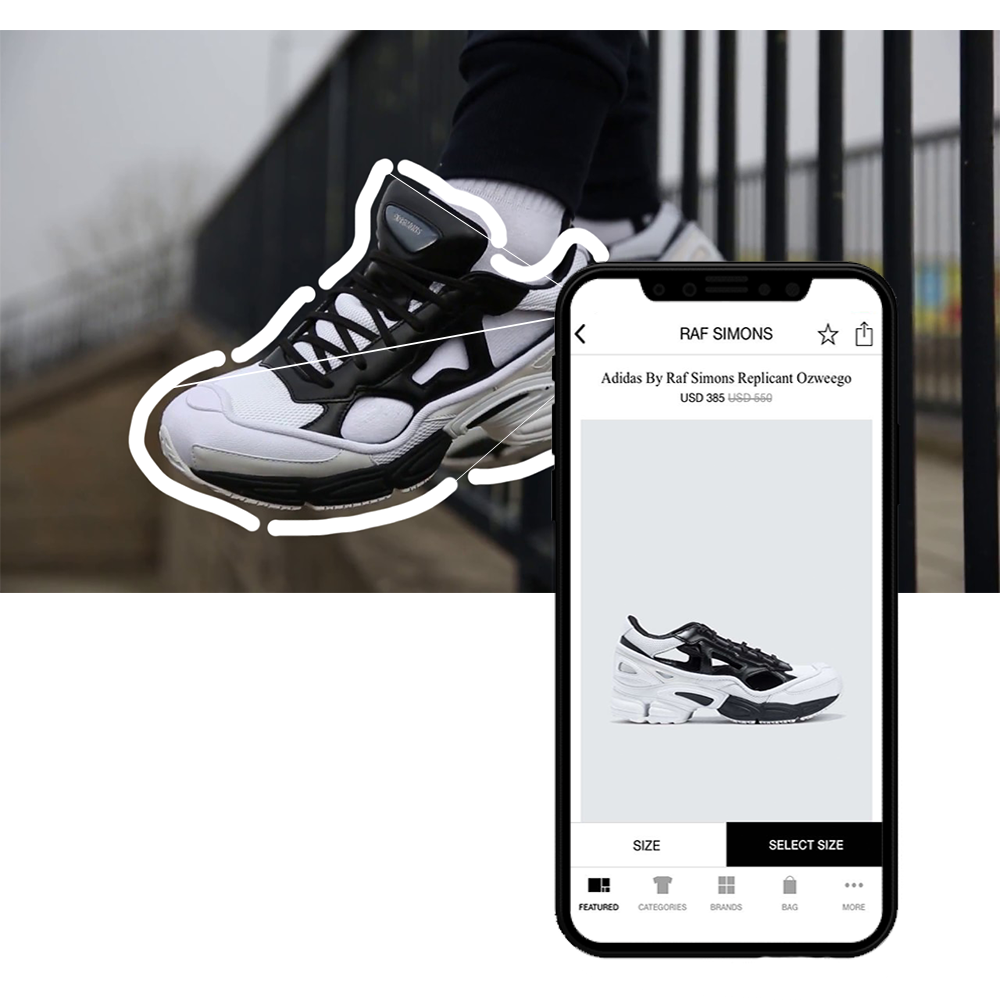 RAF SIMONS
Adidas By Raf Simons Replicant Ozweego
USD 385 USD 550
SIZE SELECT SIZE
FEATURED CATEGORIES BRANDS BAG MORE